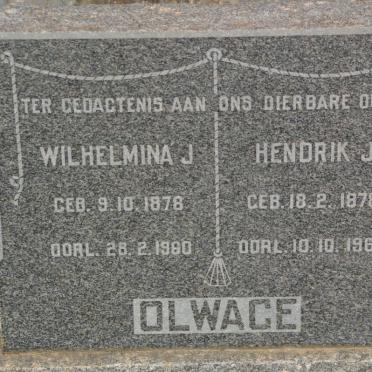 TER GEDAGTENIS AAN ONS DIERBARE
WILHELMINA J HENDRIK J
GEB. 9.10.1878 GEB. 18.2.187
OORL. 28.2.1960 OORL. 10.10.196
OLWAGE